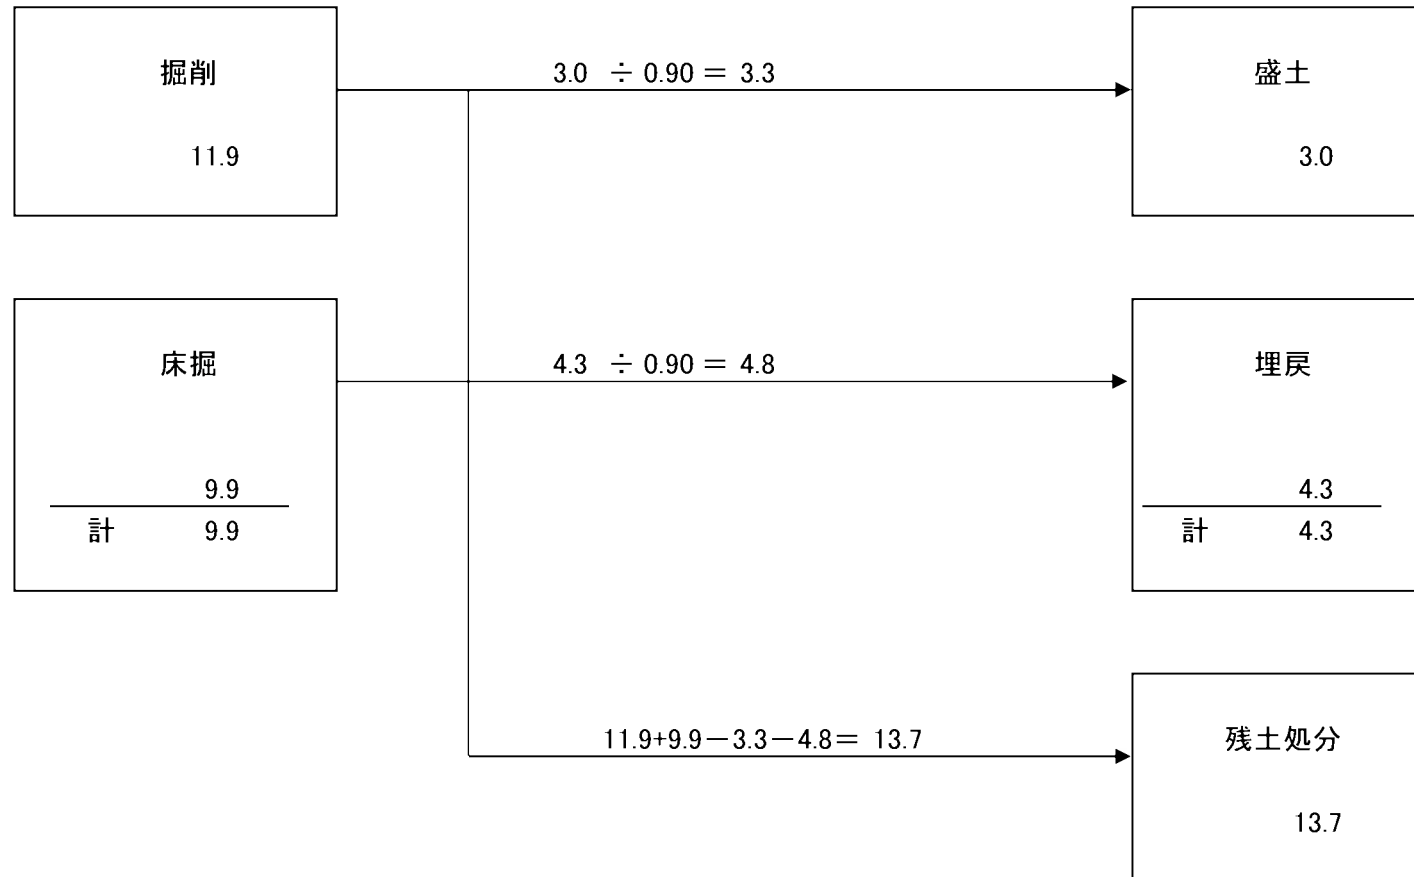 掘削
11.9
3.0 ÷ 0.90 = 3.3
盛土
3.0
床掘
9.9
計 9.9
4.3 ÷ 0.90 = 4.8
埋戻
4.3
計 4.3
11.9+9.9－3.3－4.8＝ 13.7
残土処分
13.7